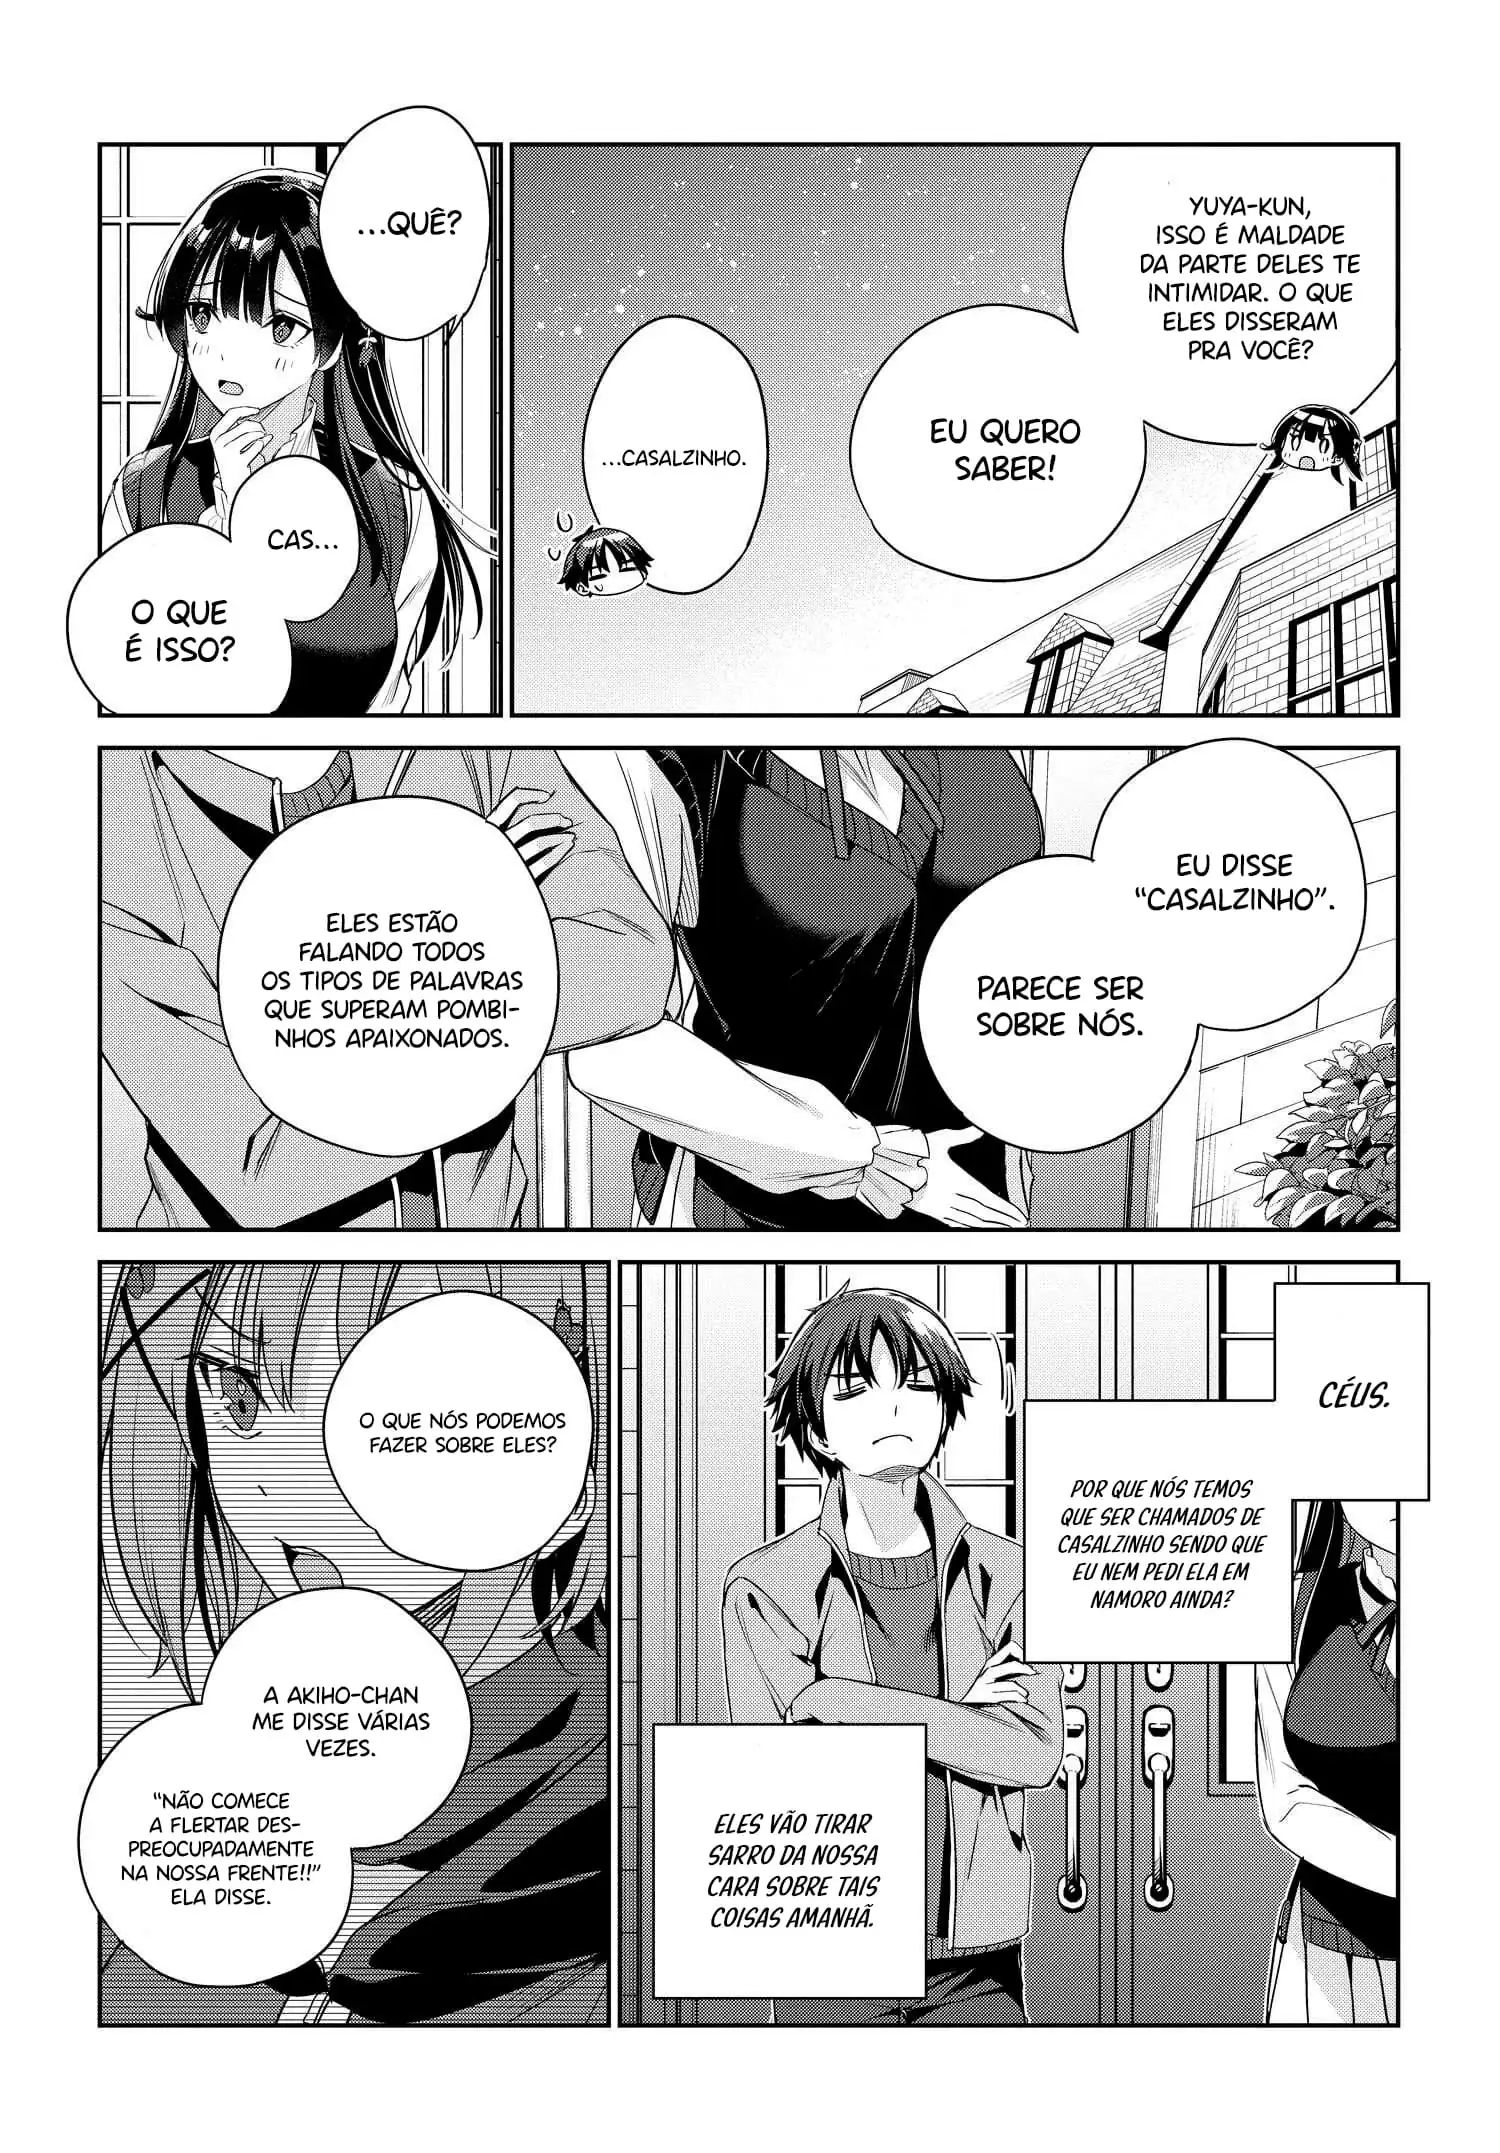 YUYA-KUN,
ISSO É MALDADE
DA PARTE DELES TE
INTIMIDAR. O QUE
ELES DISSERAM
PRA VOCÊ?
EU QUERO
SABER!
...CASALZINHO.
...QUÊ?
CAS...
O QUE
É ISSO?
EU DISSE
“CASALZINHO”.
PARECE SER
SOBRE NÓS.
ELES ESTÃO
FALANDO TODOS
OS TIPOS DE PALAVRAS
QUE SUPERAM POMBI-
NHOS APAIXONADOS.
CÉUS.
POR QUE NÓS TEMOS
QUE SER CHAMADOS DE
CASALZINHO SENDO QUE
EU NEM PEDI ELA EM
NAMORO AINDA?
ELES VÃO TIRAR
SARRO DA NOSSA
CARA SOBRE TAIS
COISAS AMANHÃ.
O QUE NÓS PODEMOS
FAZER SOBRE ELES?
A AKIHO-CHAN
ME DISSE VÁRIAS
VEZES.
“NÃO COMECE
A FLERTAR DES-
PREOCUPADAMENTE
NA NOSSA FRENTE!!”
ELA DISSE.